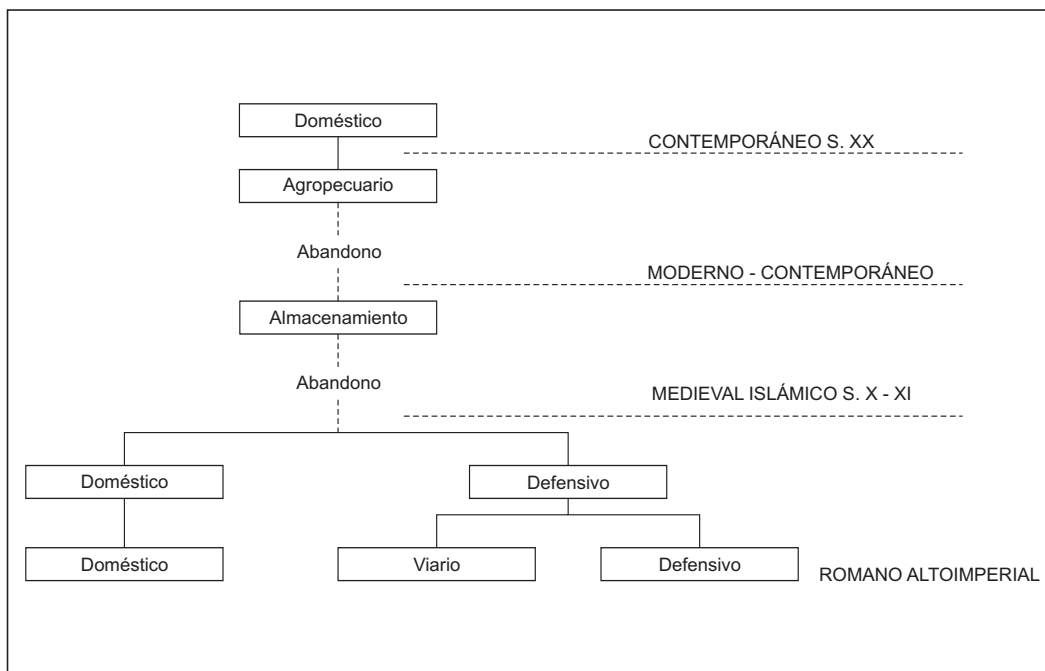 Doméstico
CONTEMPORÁNEO S. XX
Agropecuario
Abandono
MODERNO - CONTEMPORÁNEO
Almacenamiento
Abandono
MEDIEVAL ISLÁMICO S. X - XI
Doméstico
Defensivo
Doméstico
Viario
Defensivo
ROMANO ALTOIMPERIAL